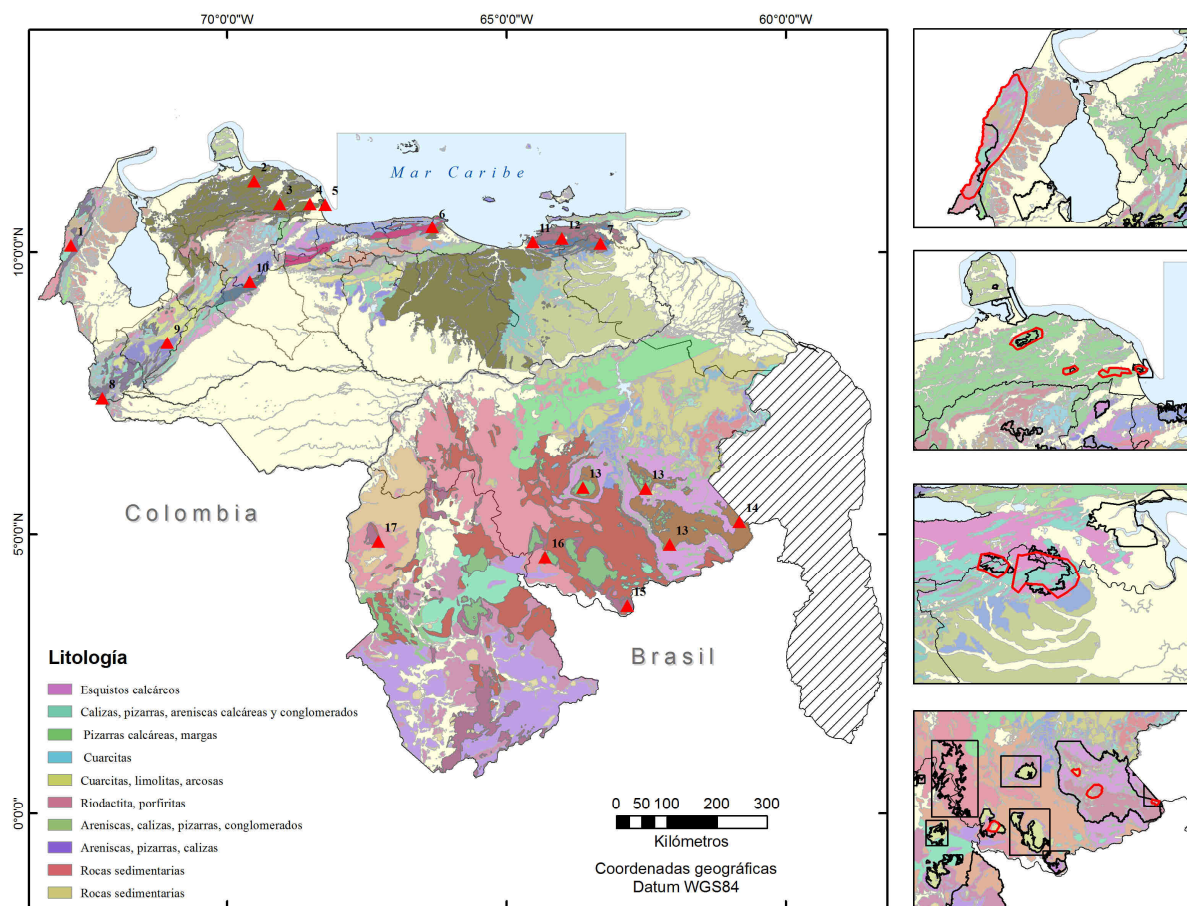 70°0'0"W
65°0'0"W
60°0'0"W
10°0'0"N
5°0'0"N
0°0'0"
Mar Caribe
1
2
3
4
5
6
7
8
9
10
11
12
13
13
13
14
15
16
17
Colombia
Brasil
Litología
Esquistos calcárcos
Calizas, pizarras, areniscas calcáreas y conglomerados
Pizarras calcáreas, margas
Cuarcitas
Cuarcitas, limolitas, arcosas
Riodactita, porfiritas
Areniscas, calizas, pizarras, conglomerados
Areniscas, pizarras, calizas
Rocas sedimentarias
Rocas sedimentarias
0 50 100 200 300
Kilómetros
Coordenadas geográficas
Datum WGS84